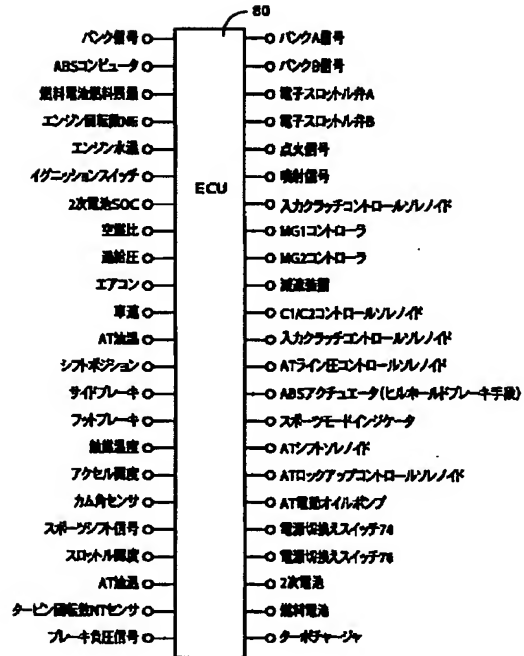 80
ECU
バンク信号
ABSコンピュータ
燃料電池燃料残量
エンジン回転数NE
エンジン水温
イグニッションスイッチ
2次電池SOC
空燃比
過給圧
エアコン
車速
AT油温
シフトポジション
サイドブレーキ
フットブレーキ
触媒温度
アクセル開度
カム角センサ
スポーツシフト信号
スロットル開度
AT油温
タービン回転数NTセンサ
ブレーキ負圧信号
バンクA信号
バンクB信号
電子スロットル弁A
電子スロットル弁B
点火信号
噴射信号
入力クラッチコントロールソレノイド
MG1コントローラ
MG2コントローラ
減速装置
C1/C2コントロールソレノイド
入力クラッチコントロールソレノイド
ATライン圧コントロールソレノイド
ABSアクチュエータ(ヒルホールドブレーキ手段)
スポーツモードインジケータ
ATシフトソレノイド
ATロックアップコントロールソレノイド
AT電動オイルポンプ
電源切換えスイッチ74
電源切換えスイッチ76
2次電池
燃料電池
ターボチャージャ